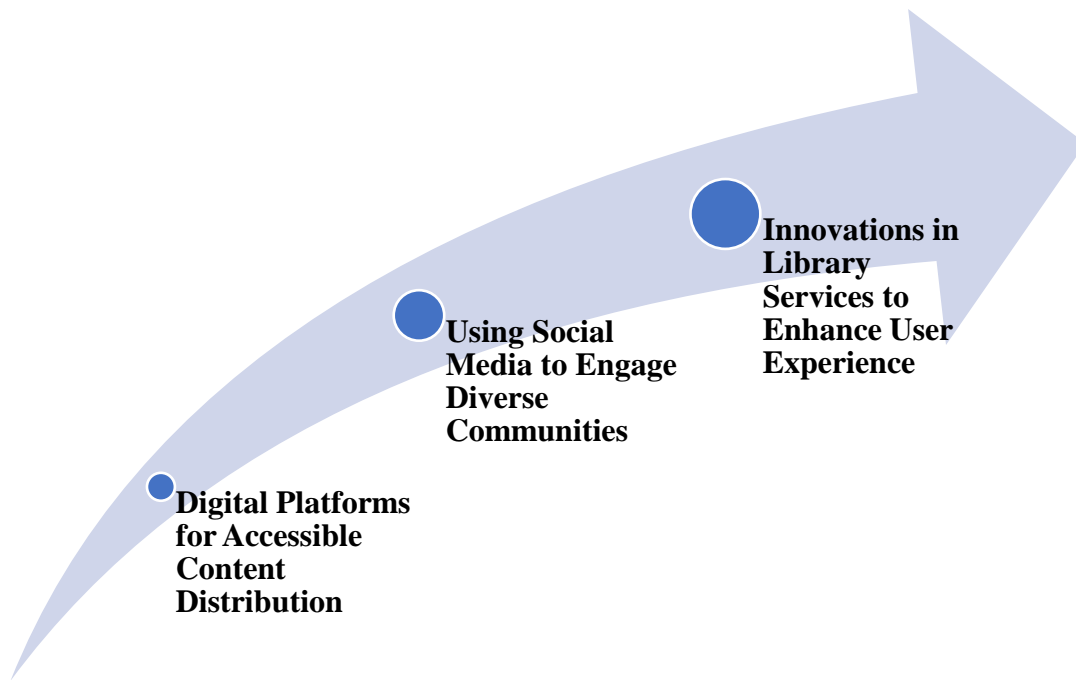 Innovations in
Library
Services to
Enhance User
Experience
Using Social
Media to Engage
Diverse
Communities
Digital Platforms
for Accessible
Content
Distribution